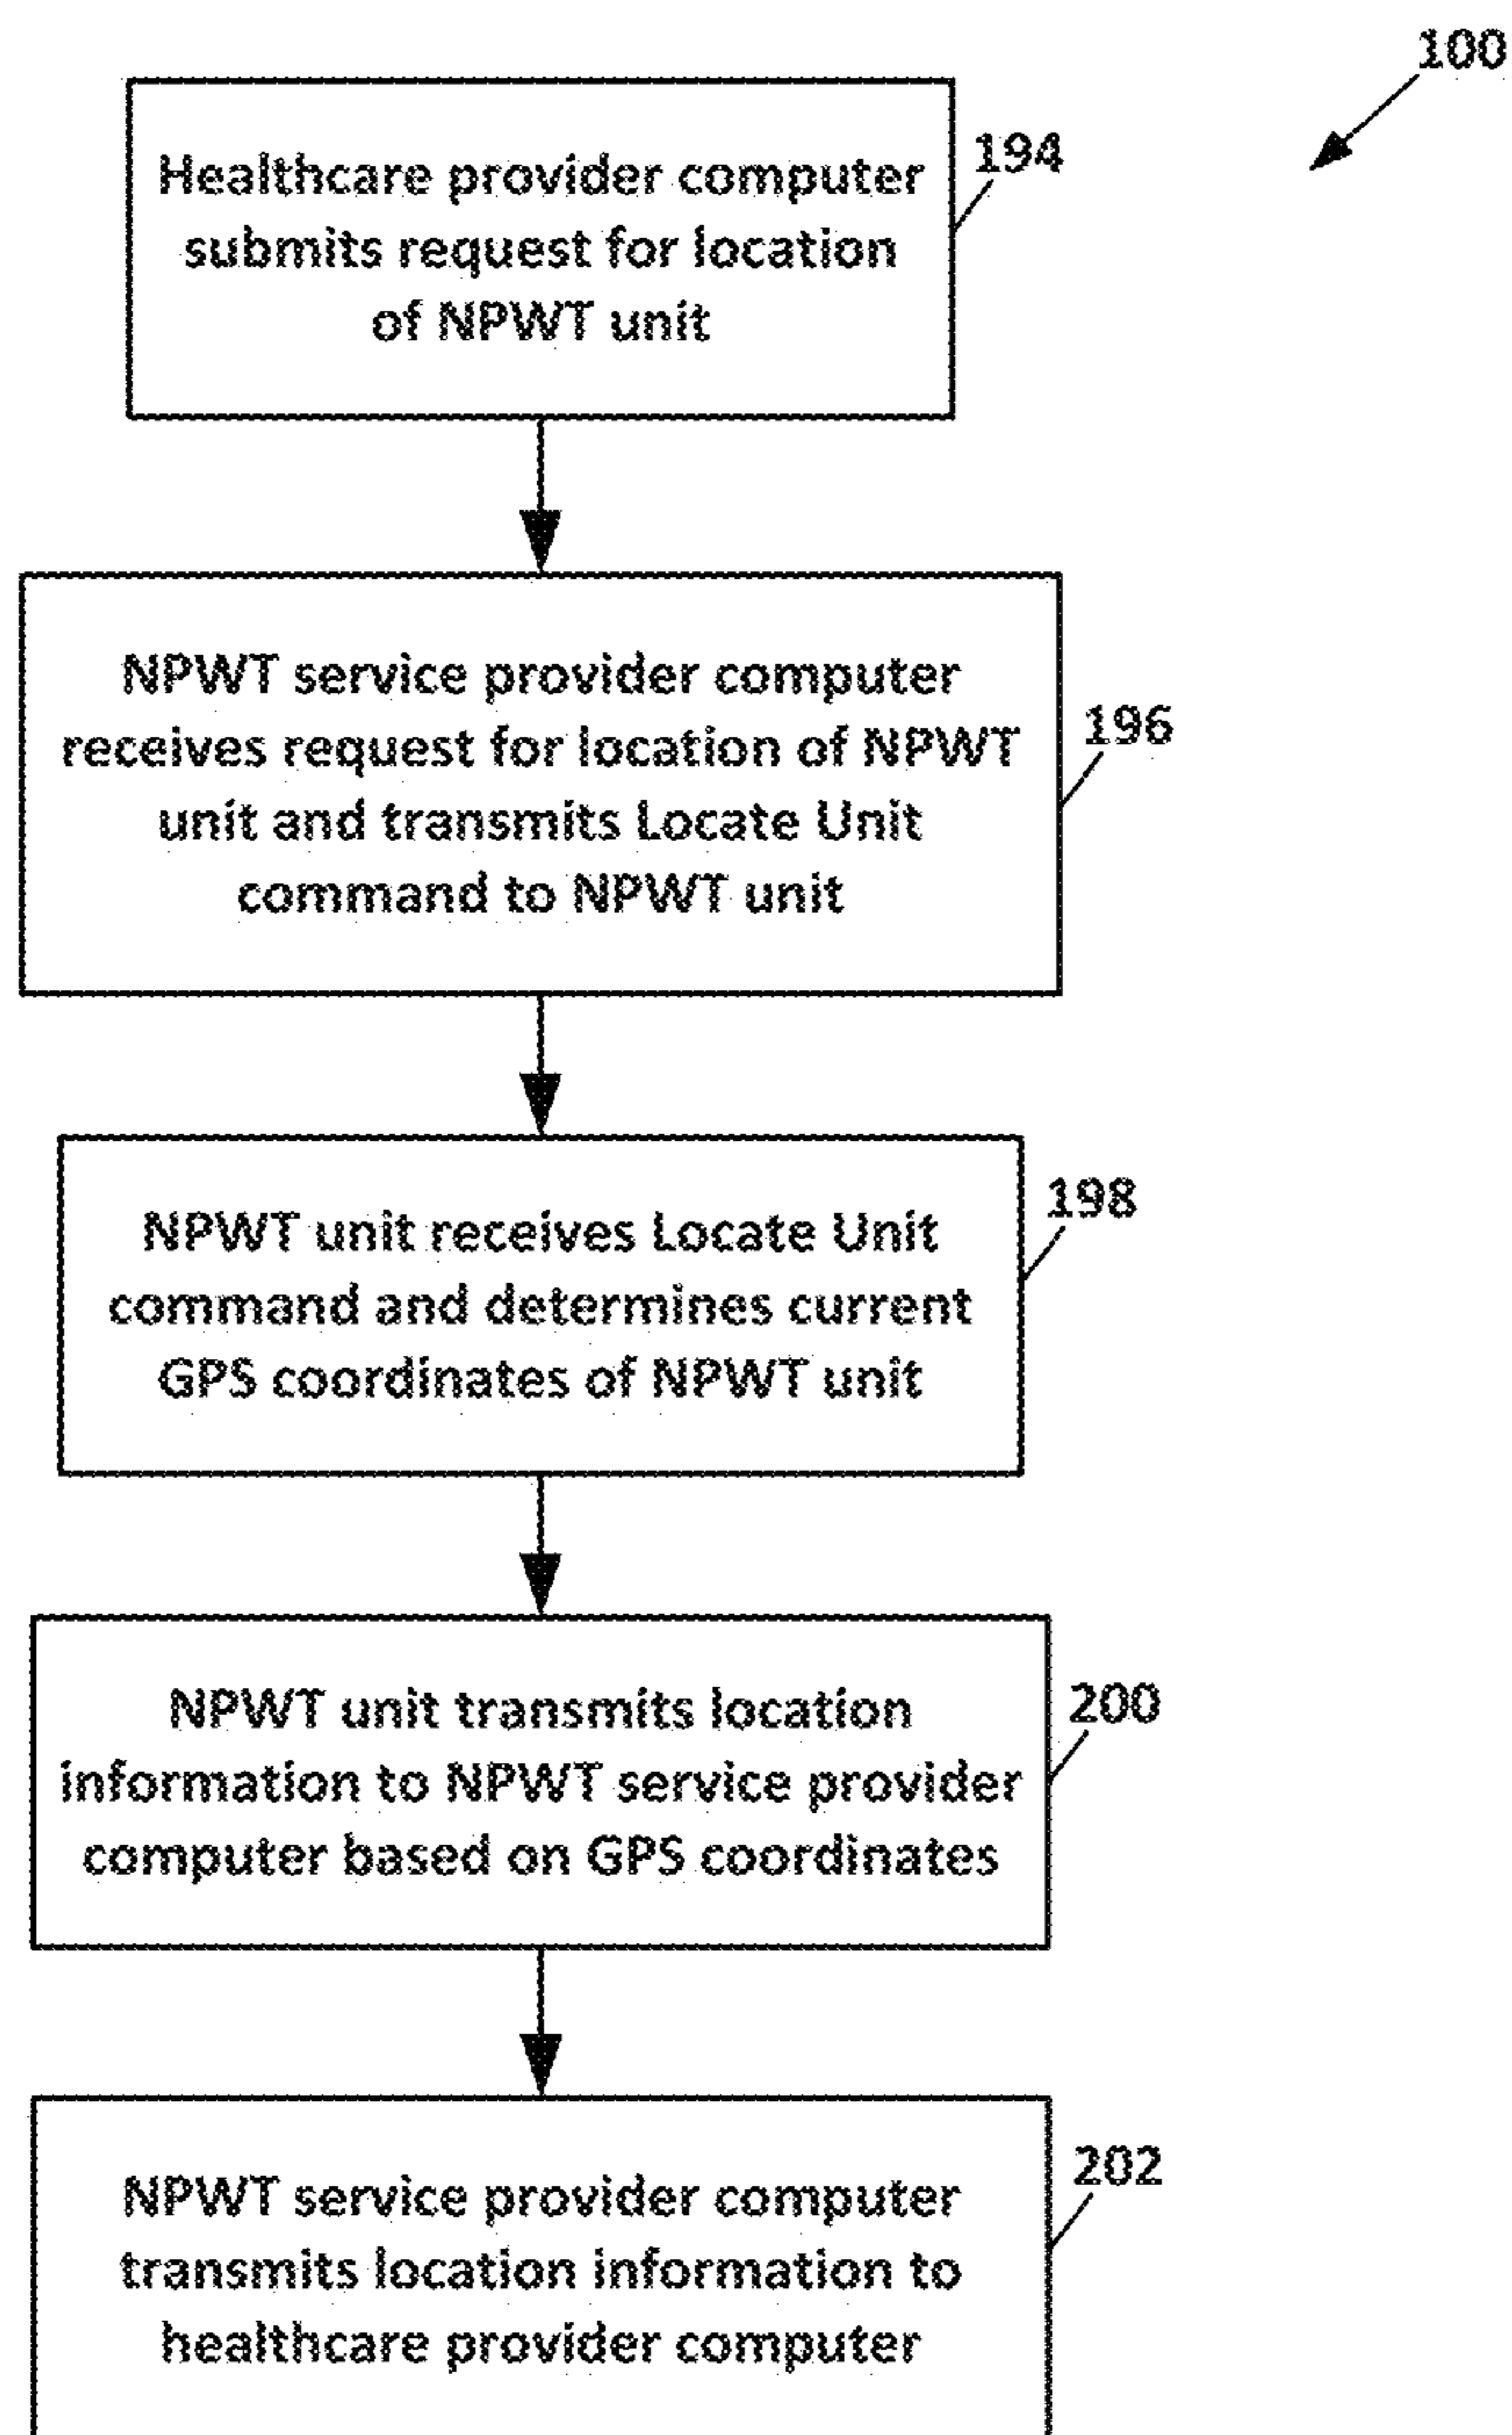 100
Healthcare provider computer
submits request for location
of NPWT unit
194
NPWT service provider computer
receives request for location of NPWT
unit and transmits Locate Unit
command to NPWT unit
196
NPWT unit receives Locate Unit
command and determines current
GPS coordinates of NPWT unit
198
NPWT unit transmits location
information to NPWT service provider
computer based on GPS coordinates
200
NPWT service provider computer
transmits location information to
healthcare provider computer
202